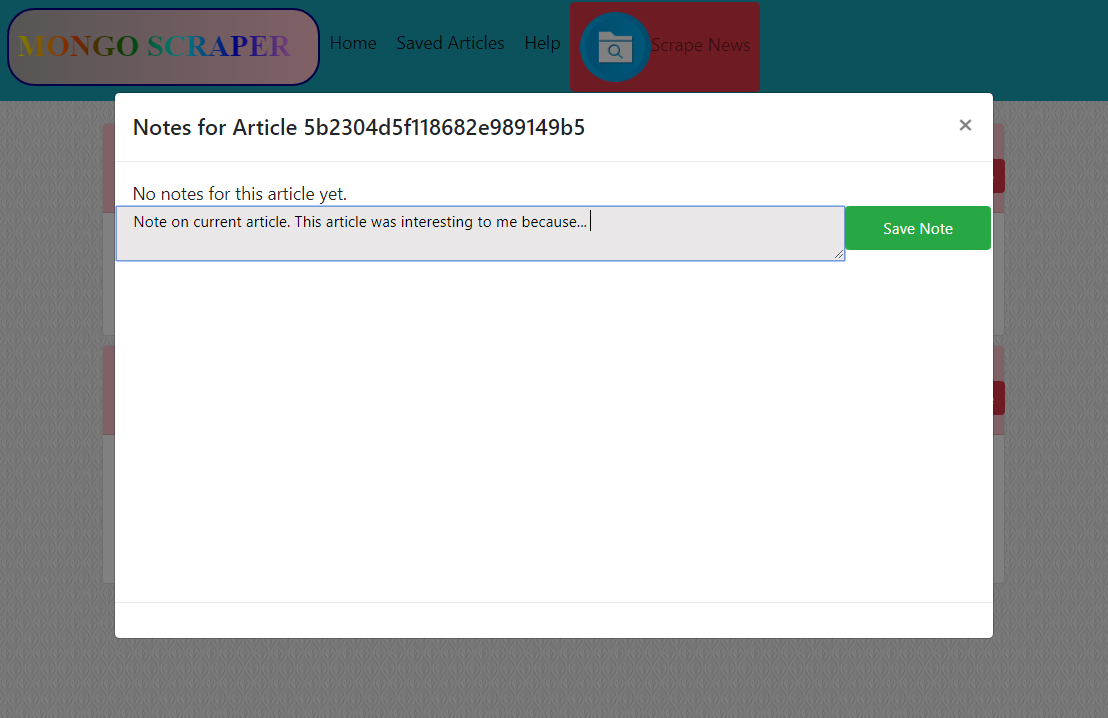 MONGO SCRAPER
Home Saved Articles Help Scrape News
Notes for Article 5b2304d5f118682e989149b5
×
No notes for this article yet.
Note on current article. This article was interesting to me because...
Save Note